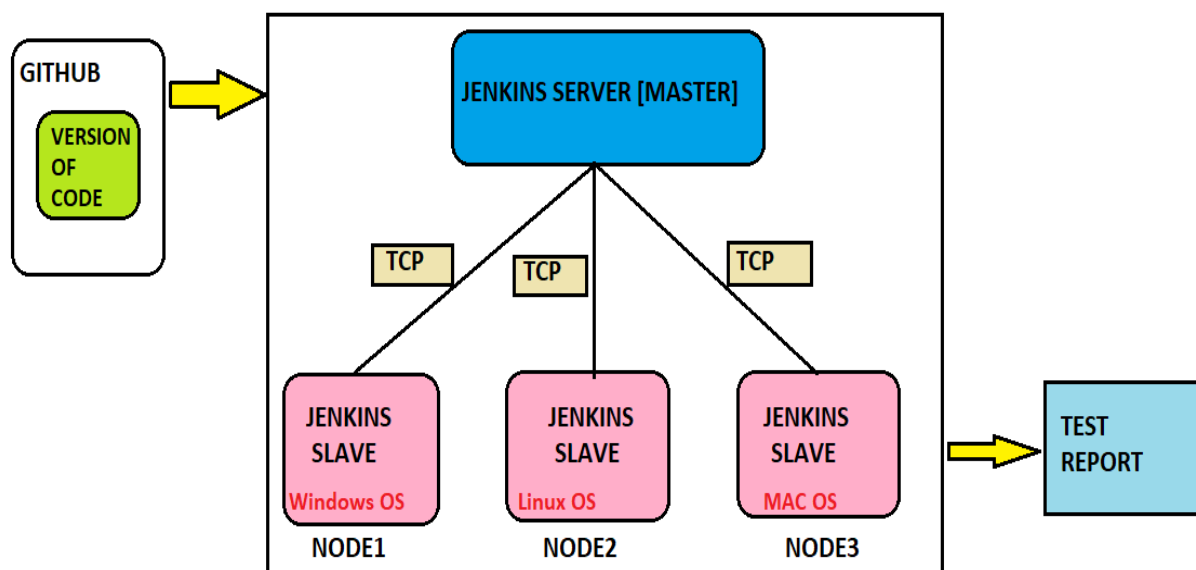 GITHUB
VERSION
OF
CODE
JENKINS SERVER [MASTER]
TCP
TCP
TCP
JENKINS
SLAVE
Windows OS
NODE1
JENKINS
SLAVE
Linux OS
NODE2
JENKINS
SLAVE
MAC OS
NODE3
TEST
REPORT